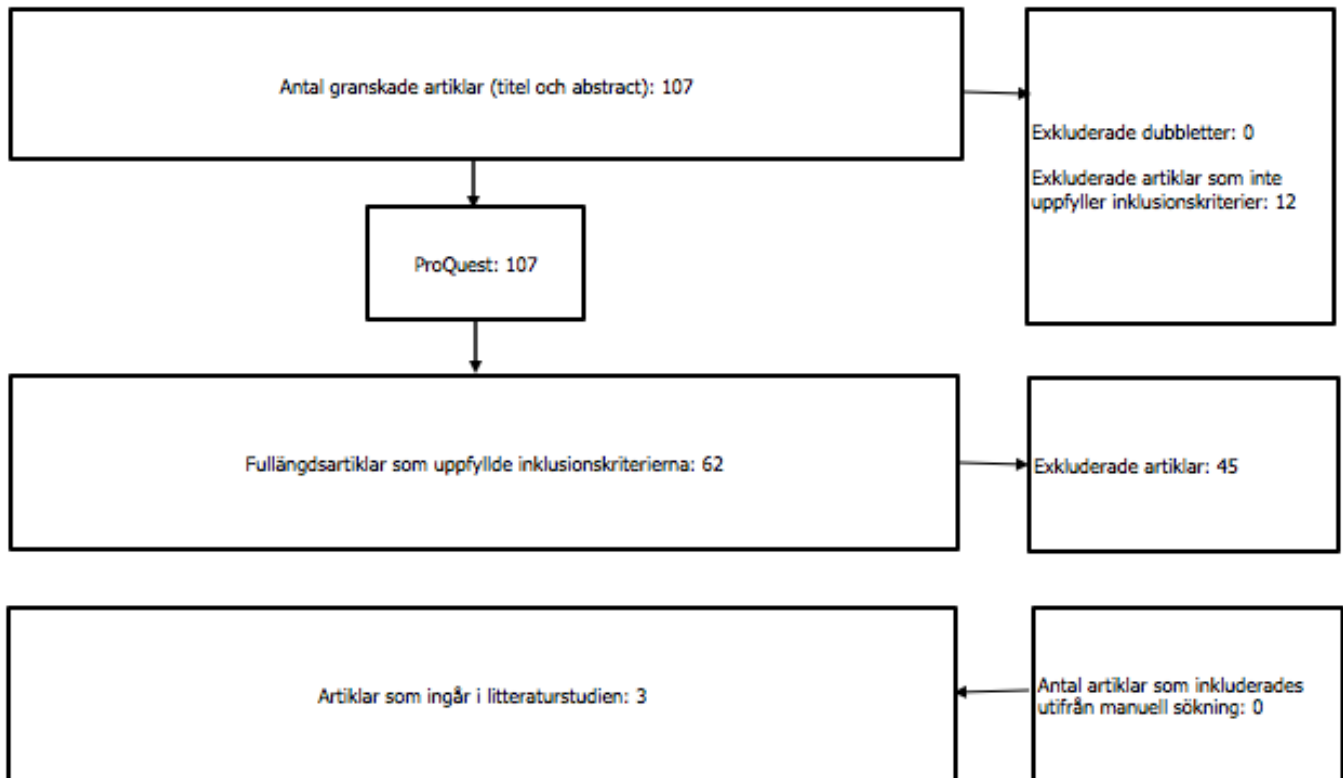 Antal granskade artiklar (titel och abstract): 107
Exkluderade dubbletter: 0
Exkluderade artiklar som inte
uppfyller inklusionskriterier: 12
ProQuest: 107
Fullängdsartiklar som uppfyllde inklusionskriterierna: 62
Exkluderade artiklar: 45
Artiklar som ingår i litteraturstudien: 3
Antal artiklar som inkluderades
utifrån manuell sökning: 0